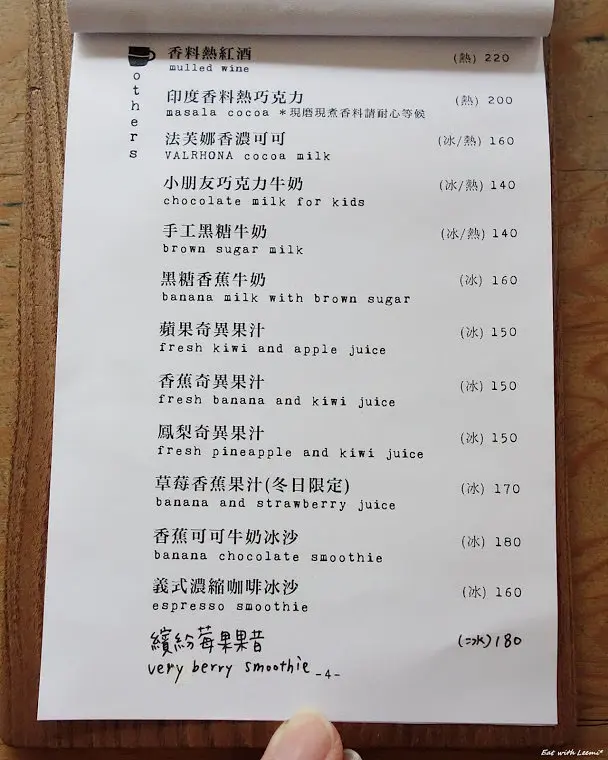 others
香料熱紅酒 (熱) 220
mulled wine
印度香料熱巧克力 (熱) 200
masala cocoa *現磨現煮香料請耐心等候
法芙娜香濃可可 (冰/熱) 160
VALRHONA cocoa milk
小朋友巧克力牛奶 (冰/熱) 140
chocolate milk for kids
手工黑糖牛奶 (冰/熱) 140
brown sugar milk
黑糖香蕉牛奶 (冰) 160
banana milk with brown sugar
蘋果奇異果汁 (冰) 150
fresh kiwi and apple juice
香蕉奇異果汁 (冰) 150
fresh banana and kiwi juice
鳳梨奇異果汁 (冰) 150
fresh pineapple and kiwi juice
草莓香蕉果汁(冬日限定) (冰) 170
banana and strawberry juice
香蕉可可牛奶冰沙 (冰) 180
banana chocolate smoothie
義式濃縮咖啡冰沙 (冰) 160
espresso smoothie
繽紛莓果果昔 (冰) 180
very berry smoothie
-4-
Eat with Leemi*